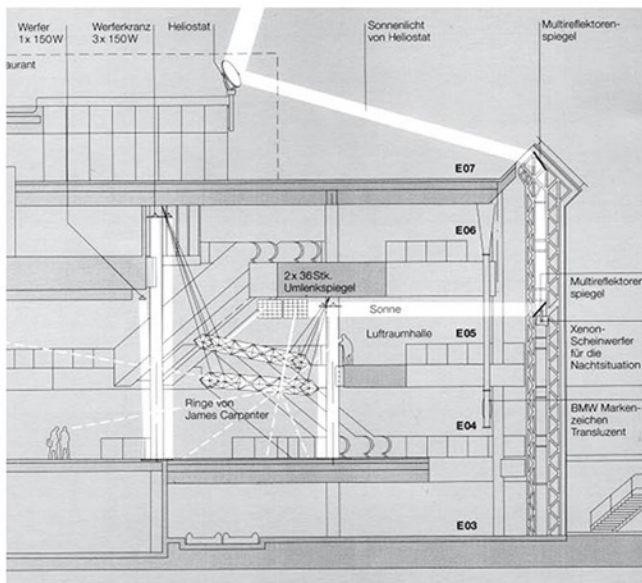 Werfer
1x 150W
Werferkranz
3x 150W
Heliostat
Sonnenlicht
von Heliostat
Multireflektoren-
spiegel
aurant
E07
E06
2x 36Stk.
Umlenkspiegel
Multireflektoren
spiegel
Sonne
Luftraumhalle
E05
Xenon-
Scheinwerfer
für die
Nachtsituation
Ringe von
James Carpenter
E04
BMW Marken-
zeichen
Transluzent
E03